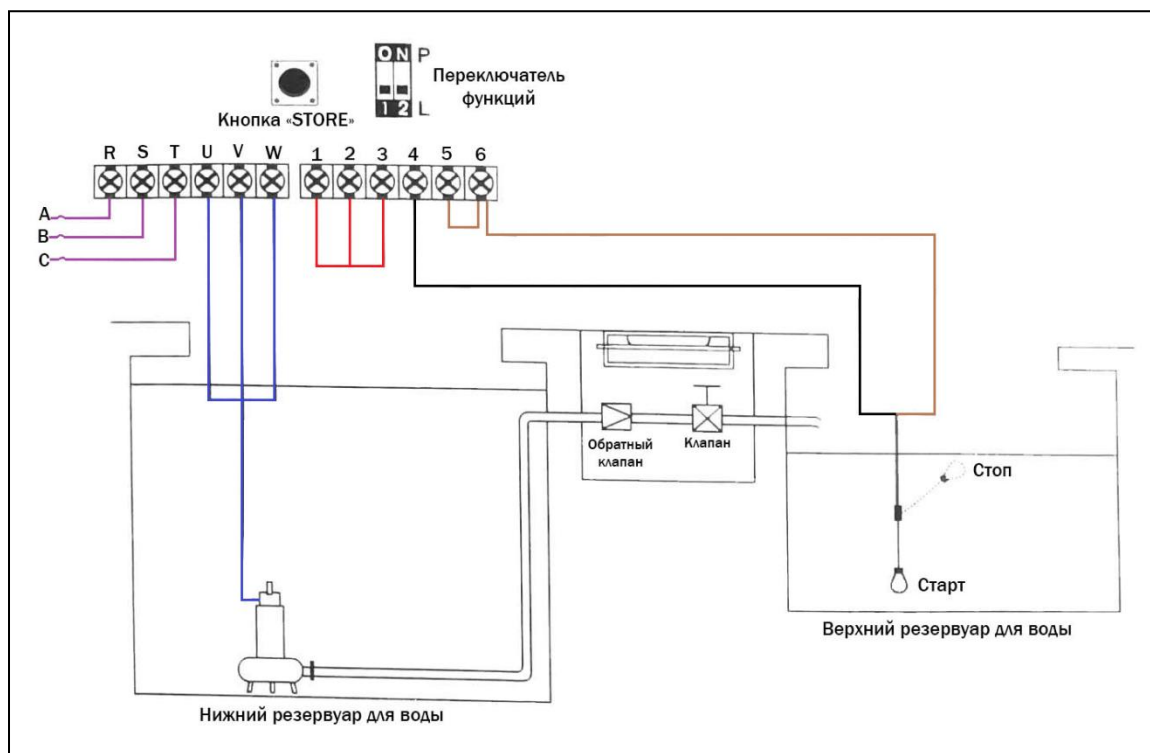 ON P
Переключатель
функций
1 2 L
Кнопка «STORE»
R S T U V W 1 2 3 4 5 6
A
B
C
Обратный
клапан
Клапан
Стоп
Старт
Верхний резервуар для воды
Нижний резервуар для воды